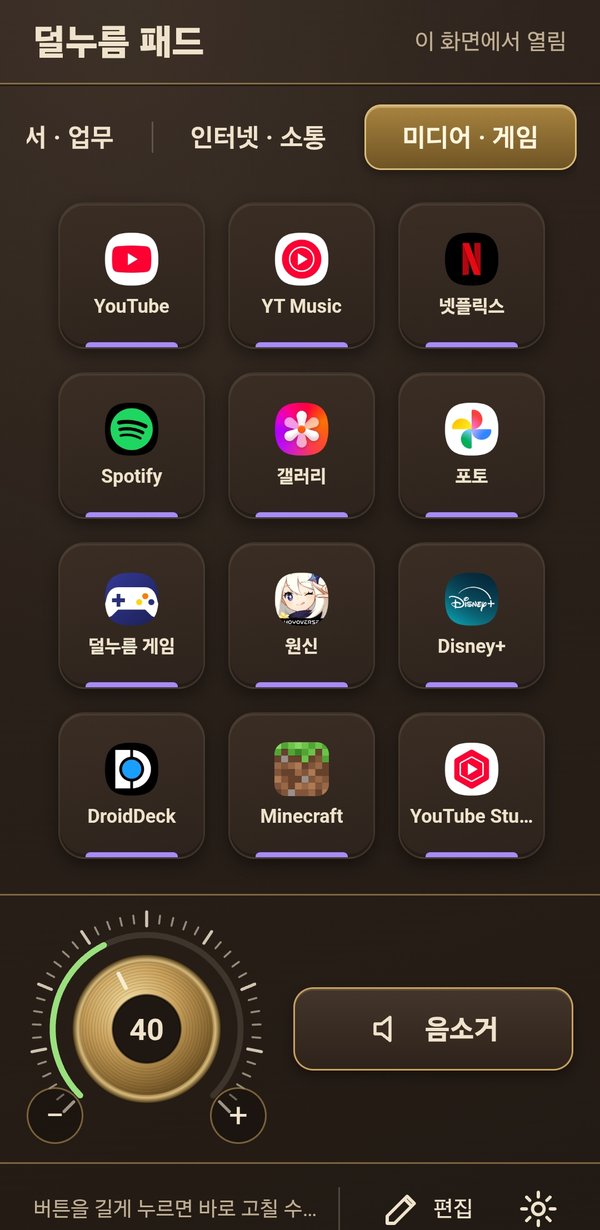 덜누름 패드
이 화면에서 열림
서 · 업무
인터넷 · 소통
미디어 · 게임
YouTube
YT Music
N
넷플릭스
Spotify
갤러리
포토
덜누름 게임
HOYOVERSE
원신
Disney+
Disney+
DroidDeck
Minecraft
YouTube Stu...
40
음소거
−
+
버튼을 길게 누르면 바로 고칠 수...
편집